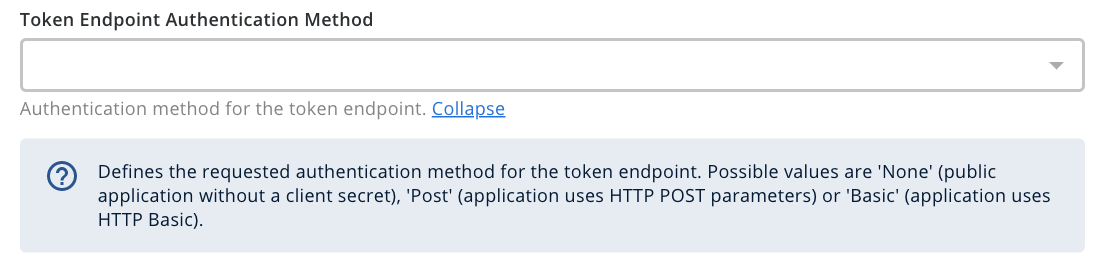 Token Endpoint Authentication Method
Authentication method for the token endpoint. Collapse
Defines the requested authentication method for the token endpoint. Possible values are 'None' (public
application without a client secret), 'Post' (application uses HTTP POST parameters) or 'Basic' (application uses
HTTP Basic).